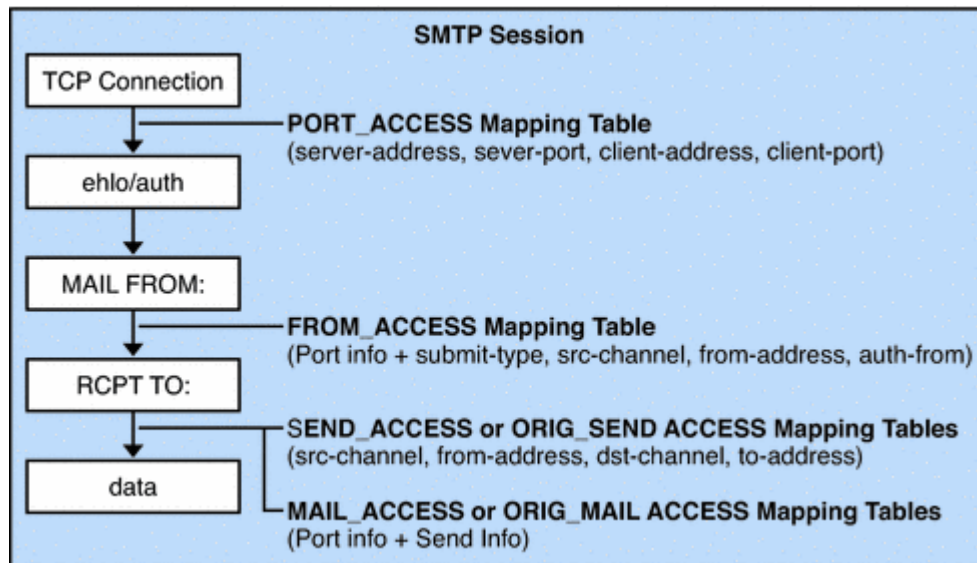 SMTP Session
TCP Connection
PORT_ACCESS Mapping Table
(server-address, sever-port, client-address, client-port)
ehlo/auth
MAIL FROM:
FROM_ACCESS Mapping Table
(Port info + submit-type, src-channel, from-address, auth-from)
RCPT TO:
SEND_ACCESS or ORIG_SEND ACCESS Mapping Tables
(src-channel, from-address, dst-channel, to-address)
data
MAIL_ACCESS or ORIG_MAIL ACCESS Mapping Tables
(Port info + Send Info)